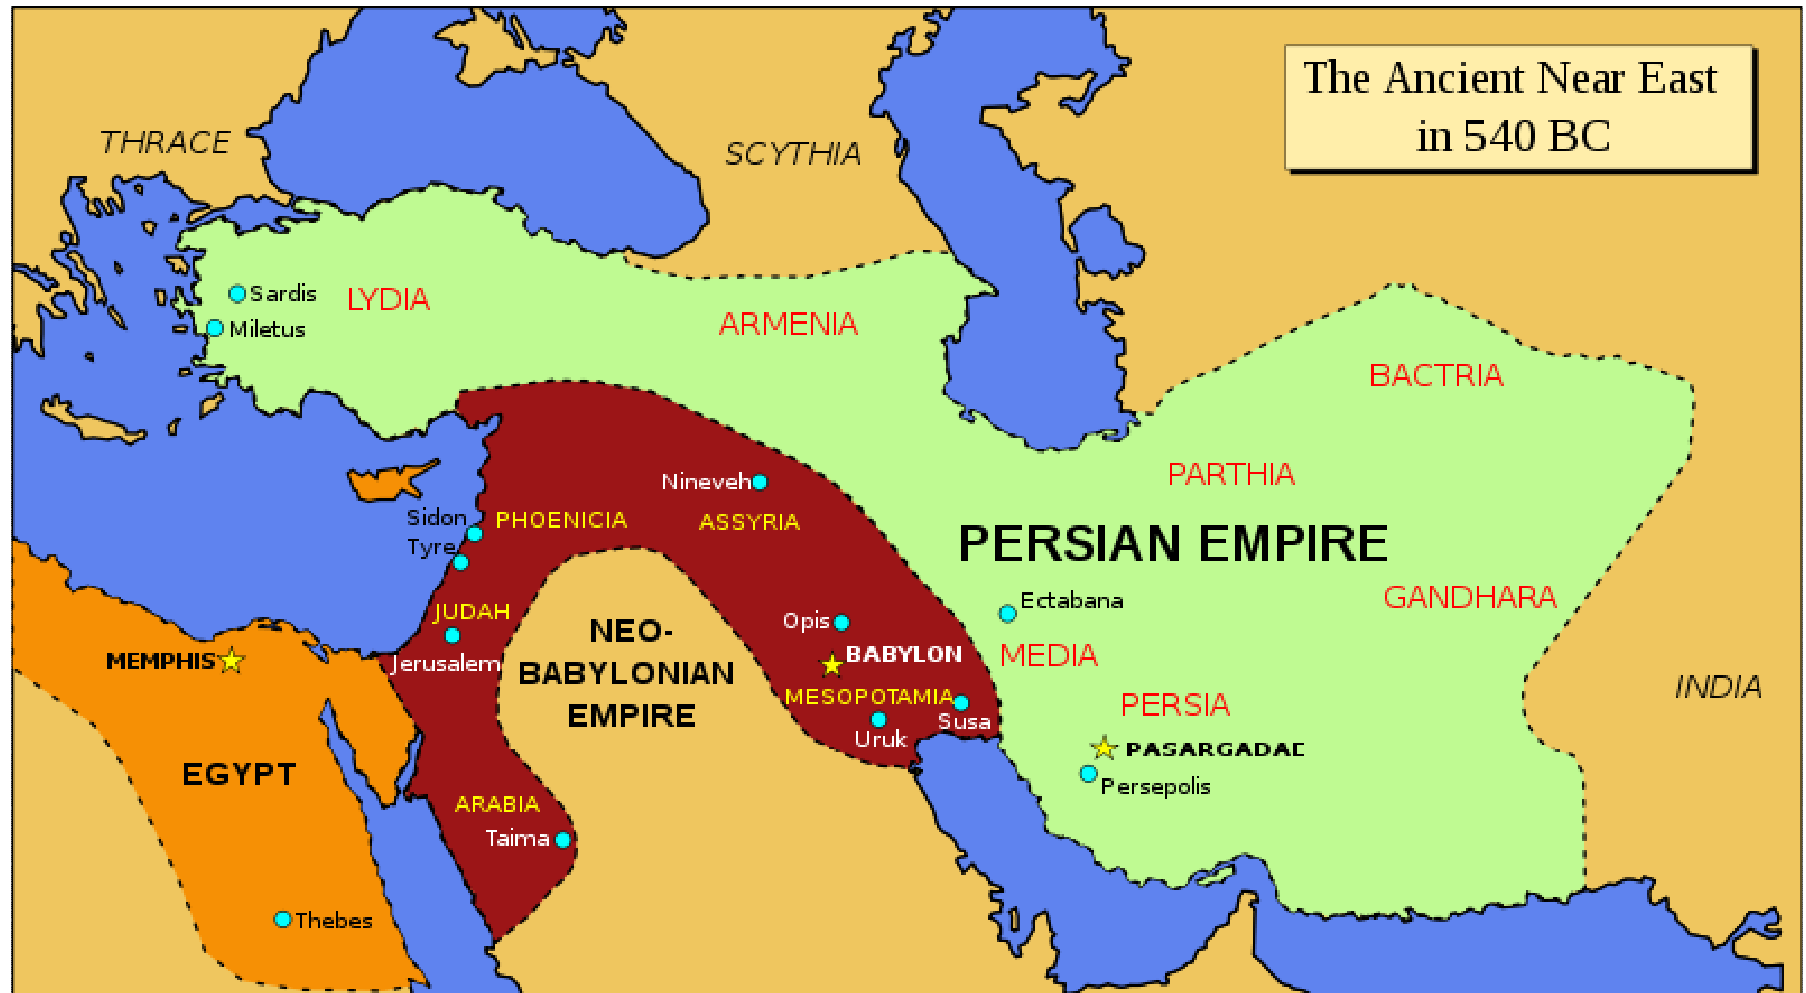 The Ancient Near East
in 540 BC
THRACE
SCYTHIA
Sardis
LYDIA
Miletus
ARMENIA
BACTRIA
PARTHIA
Nineveh
Sidon
PHOENICIA
ASSYRIA
Tyre
PERSIAN EMPIRE
GANDHARA
Ectabana
JUDAH
Opis
NEO-
BABYLONIAN
EMPIRE
MEMPHIS
Jerusalem
BABYLON
MEDIA
INDIA
MESOPOTAMIA
PERSIA
Susa
Uruk
PASARGADAE
EGYPT
Persepolis
ARABIA
Taima
Thebes